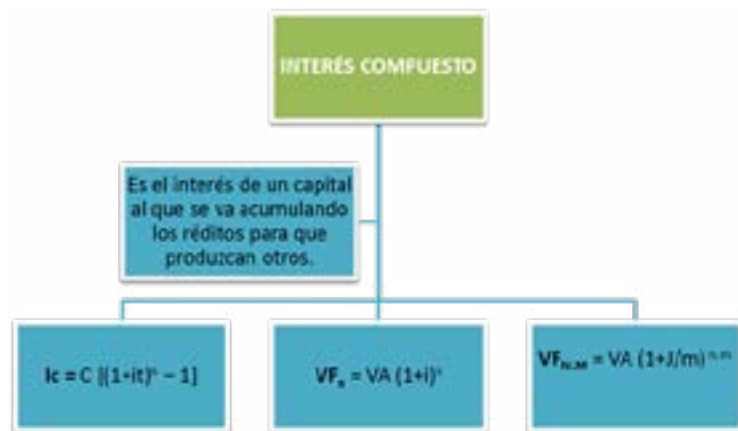 INTERÉS COMPUESTO
Es el interés de un capital
al que se va acumulando
los réditos para que
produzcan otros.
Ic = C [(1+it)ⁿ – 1]
VFₙ = VA (1+i)ⁿ
VF_N.M = VA (1+J/m) ⁿ·ᵐ